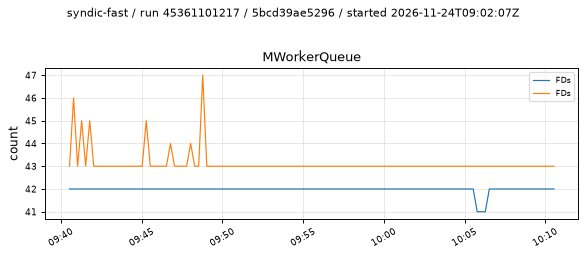 syndic-fast / run 45361101217 / 5bcd39ae5296 / started 2026-11-24T09:02:07Z
MWorkerQueue
FDs
FDs
count
47
46
45
44
43
42
41
09:40
09:45
09:50
09:55
10:00
10:05
10:10